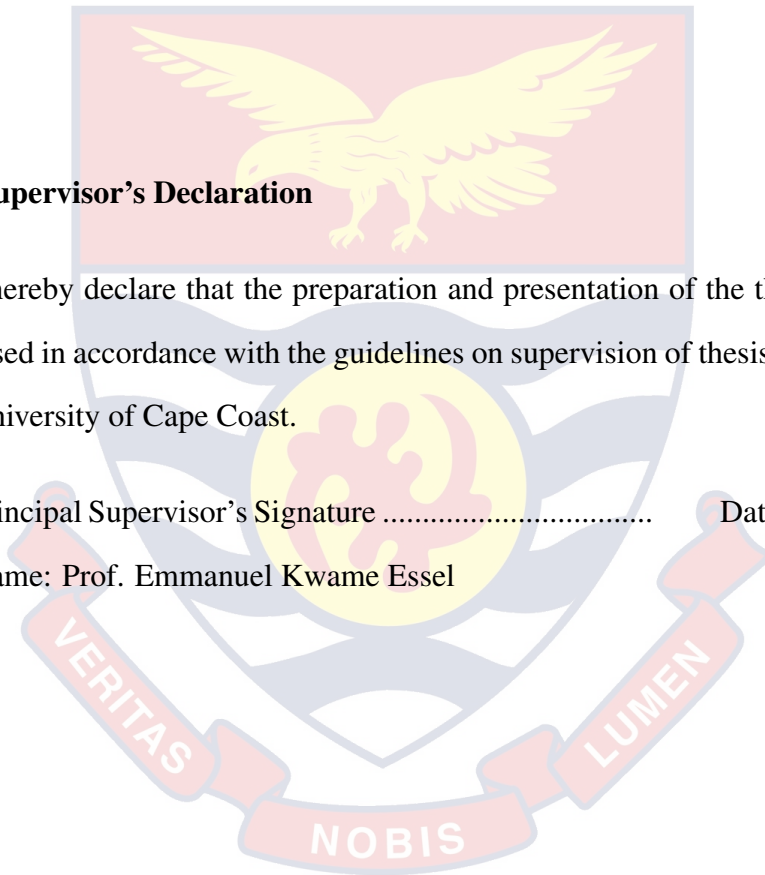 upervisor's Declaration
hereby declare that the preparation and presentation of the
sed in accordance with the guidelines on supervision of thesis
niversity of Cape Coast.
incipal Supervisor's Signature .................................. Dat
ame: Prof. Emmanuel Kwame Essel
VERITAS
NOBIS
LUMEN